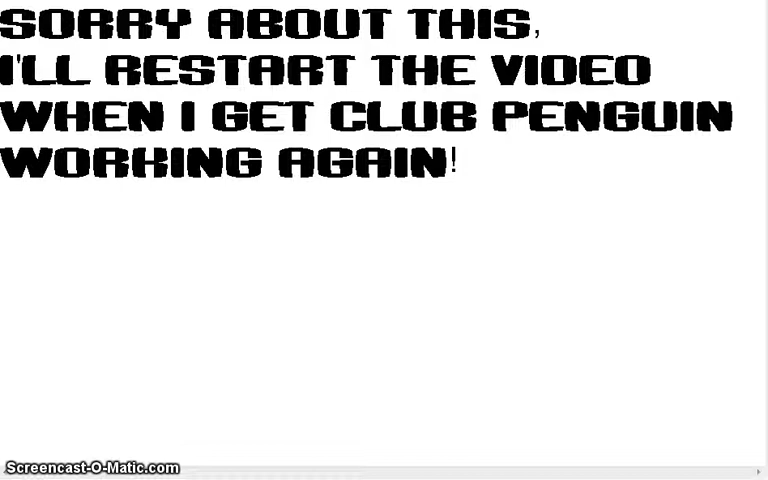 SORRY ABOUT THIS,
I'LL RESTART THE VIDEO
WHEN I GET CLUB PENGUIN
WORKING AGAIN!
Screencast-O-Matic.com